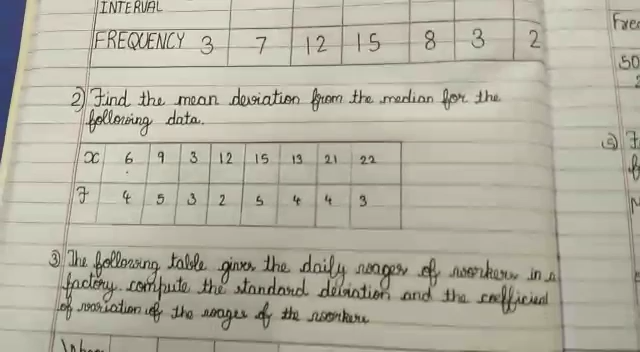 INTERVAL
FREQUENCY 3 7 12 15 8 3 2
2) Find the mean deviation from the median for the
following data.
x 6 9 3 12 15 13 21 22
f 4 5 3 2 5 4 4 3
3) The following table gives the daily wages of workers in a
factory. compute the standard deviation and the coefficient
of variation of the wages of the workers
50
5)